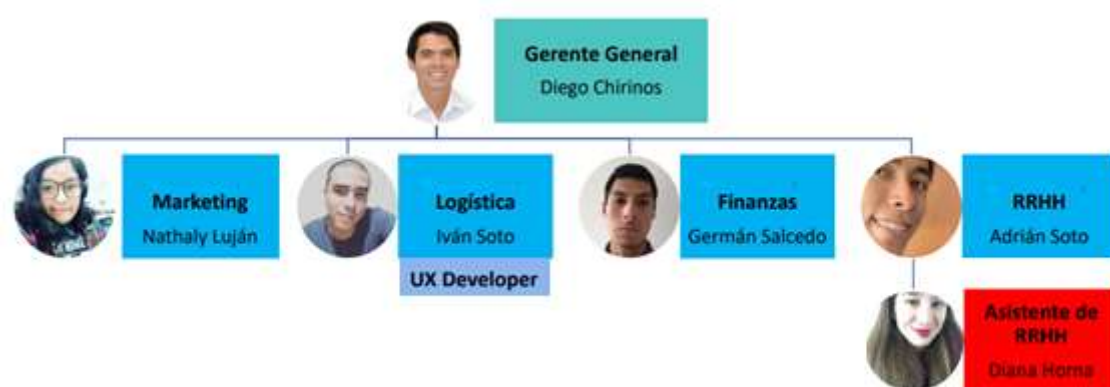 Gerente General
Diego Chirinos
Marketing
Nathaly Luján
Logística
Iván Soto
Finanzas
Germán Salcedo
RRHH
Adrián Soto
UX Developer
Asistente de
RRHH
Diana Horna